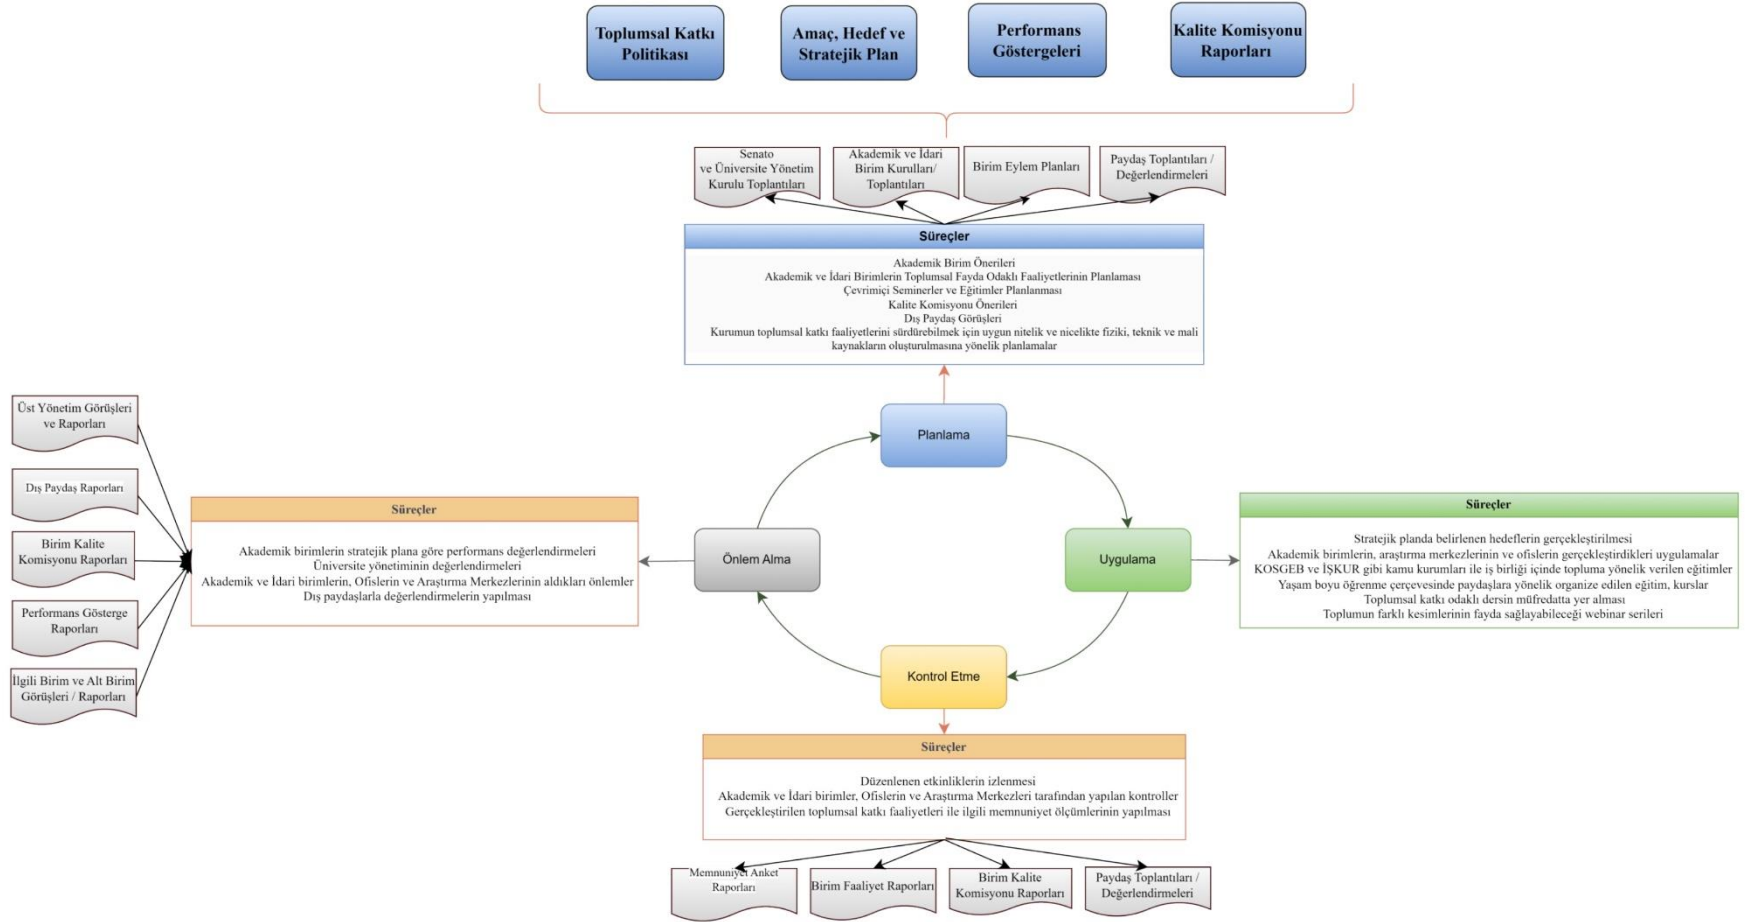 Toplumsal Katkı
Politikası
Amaç, Hedef ve
Stratejik Plan
Performans
Göstergeleri
Kalite Komisyonu
Raporları
Senato
ve Üniversite Yönetim
Kurulu Toplantıları
Akademik ve İdari
Birim Kurulları/
Toplantıları
Birim Eylem Planları
Paydaş Toplantıları /
Değerlendirmeleri
Süreçler
Akademik Birim Önerileri
Akademik ve İdari Birimlerin Toplumsal Fayda Odaklı Faaliyetlerinin Planlaması
Çevrimiçi Seminerler ve Eğitimler Planlanması
Kalite Komisyonu Önerileri
Dış Paydaş Görüşleri
Kurumun toplumsal katkı faaliyetlerini sürdürebilmek için uygun nitelik ve nicelikte fiziki, teknik ve mali
kaynakların oluşturulmasına yönelik planlamalar
Planlama
Üst Yönetim Görüşleri
ve Raporları
Dış Paydaş Raporları
Birim Kalite
Komisyonu Raporları
Performans Gösterge
Raporları
İlgili Birim ve Alt Birim
Görüşleri / Raporları
Süreçler
Akademik birimlerin stratejik plana göre performans değerlendirmeleri
Üniversite yönetiminin değerlendirmeleri
Akademik ve İdari birimlerin, Ofislerin ve Araştırma Merkezlerinin aldıkları önlemler
Dış paydaşlarla değerlendirmelerin yapılması
Önlem Alma
Uygulama
Süreçler
Stratejik planda belirlenen hedeflerin gerçekleştirilmesi
Akademik birimlerin, araştırma merkezlerinin ve ofislerin gerçekleştirdikleri uygulamalar
KOSGEB ve İŞKUR gibi kamu kurumları ile iş birliği içinde topluma yönelik verilen eğitimler
Yaşam boyu öğrenme çerçevesinde paydaşlara yönelik organize edilen eğitim, kurslar
Toplumsal katkı odaklı dersin müfredatta yer alması
Toplumun farklı kesimlerinin fayda sağlayabileceği webinar serileri
Kontrol Etme
Süreçler
Düzenlenen etkinliklerin izlenmesi
Akademik ve İdari birimler, Ofislerin ve Araştırma Merkezleri tarafından yapılan kontroller
Gerçekleştirilen toplumsal katkı faaliyetleri ile ilgili memnuniyet ölçümlerinin yapılması
Memnuniyet Anket
Raporları
Birim Faaliyet Raporları
Birim Kalite
Komisyonu Raporları
Paydaş Toplantıları /
Değerlendirmeleri